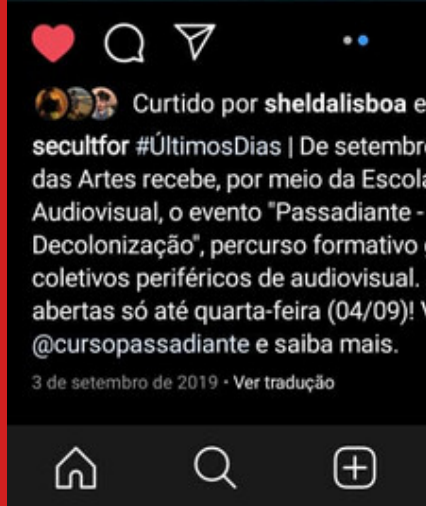 Curtido por sheldalisboa e
secultfor #ÚltimosDias | De setembro
das Artes recebe, por meio da Escola
Audiovisual, o evento "Passadiante -
Decolonização", percurso formativo
coletivos periféricos de audiovisual.
abertas só até quarta-feira (04/09)!
@cursopassadiante e saiba mais.
3 de setembro de 2019 · Ver tradução